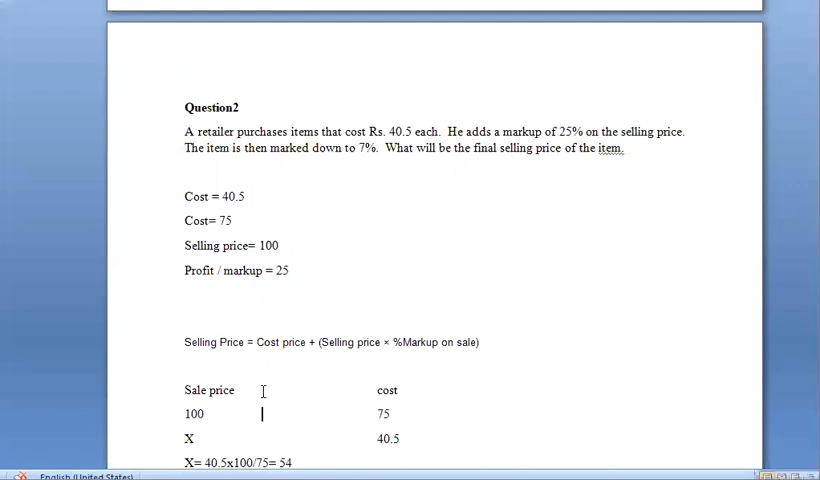 Question2
A retailer purchases items that cost Rs. 40.5 each.  He adds a markup of 25% on the selling price.
The item is then marked down to 7%.  What will be the final selling price of the item.
Cost = 40.5
Cost= 75
Selling price= 100
Profit / markup = 25
Selling Price = Cost price + (Selling price × %Markup on sale)
Sale price cost
100 75
X 40.5
X= 40.5x100/75= 54
English (United States)